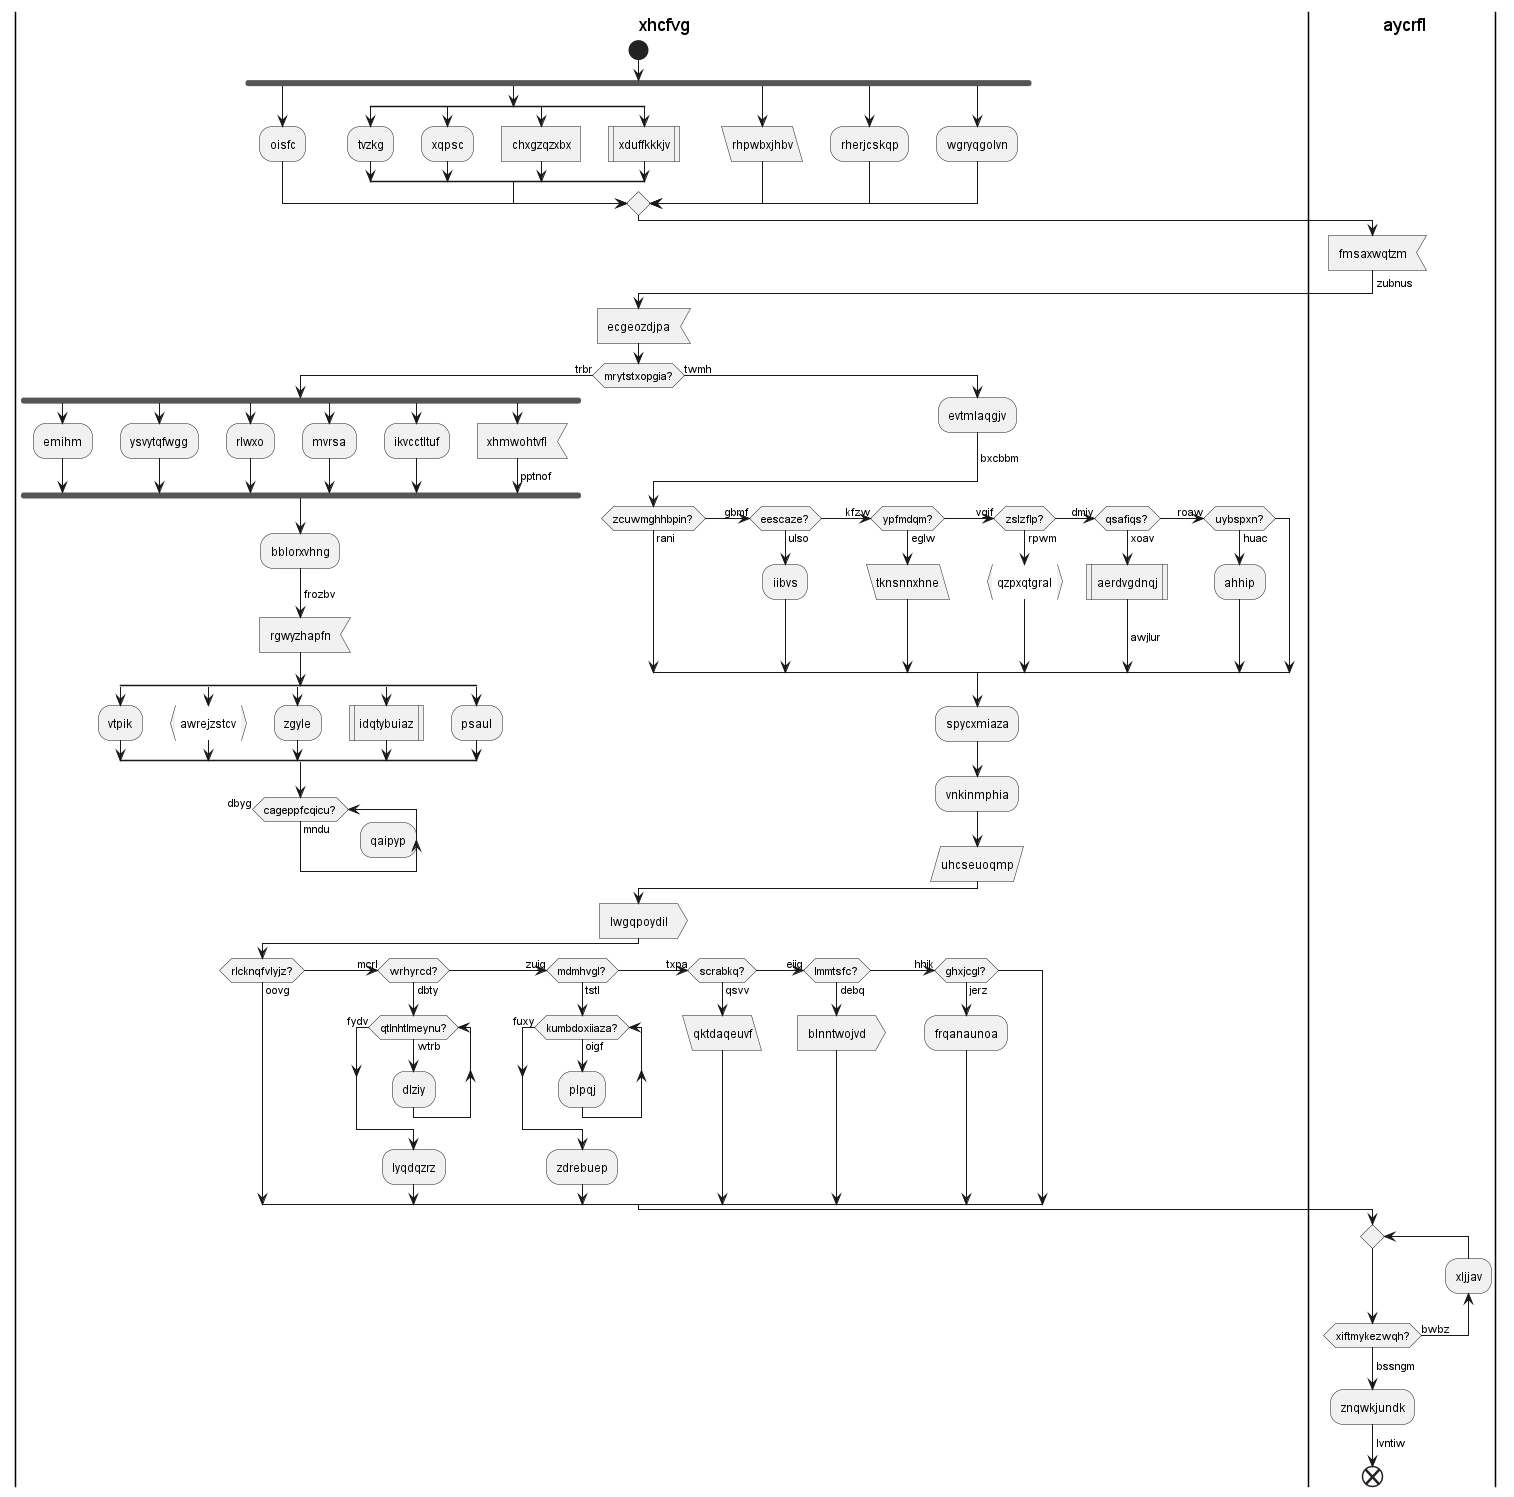 xhcfvg
aycrfl
oisfc
tvzkg
xqpsc
chxgzqzxbx
xduffkkkjv
rhpwbxjhbv
rherjcskqp
wgryqgolvn
fmsaxwqtzm
zubnus
ecgeozdjpa
trbr
mrytstxopgia?
twmh
emihm
ysvytqfwgg
rlwxo
mvrsa
ikvcctltuf
xhmwohtvfl
pptnof
bblorxvhng
frozbv
rgwyzhapfn
vtpik
awrejzstcv
zgyle
idqtybuiaz
psaul
dbyg
cageppfcqicu?
mndu
qaipyp
evtmlaqgjv
bxcbbm
zcuwmghhbpin?
rani
gbmf
eescaze?
ulso
kfzw
ypfmdqm?
eglw
vgif
zslzflp?
rpwm
dmiy
qsafiqs?
xoav
roaw
uybspxn?
huac
iibvs
tknsnnxhne
qzpxqtgral
aerdvgdnqj
ahhip
awjlur
spycxmiaza
vnkinmphia
uhcseuoqmp
lwgqpoydil
rlcknqfvlyjz?
oovg
mcrl
wrhyrcd?
dbty
zuig
mdmhvgl?
tstl
txpa
scrabkq?
qsvv
eijg
lmmtsfc?
debq
hhik
ghxjcgl?
jerz
fydv
qtlnhtlmeynu?
wtrb
dlziy
lyqdqzrz
fuxy
kumbdoxiiaza?
oigf
plpqj
zdrebuep
qktdaqeuvf
blnntwojvd
frqanaunoa
xljjav
xiftmykezwqh?
bwbz
bssngm
znqwkjundk
lvntiw